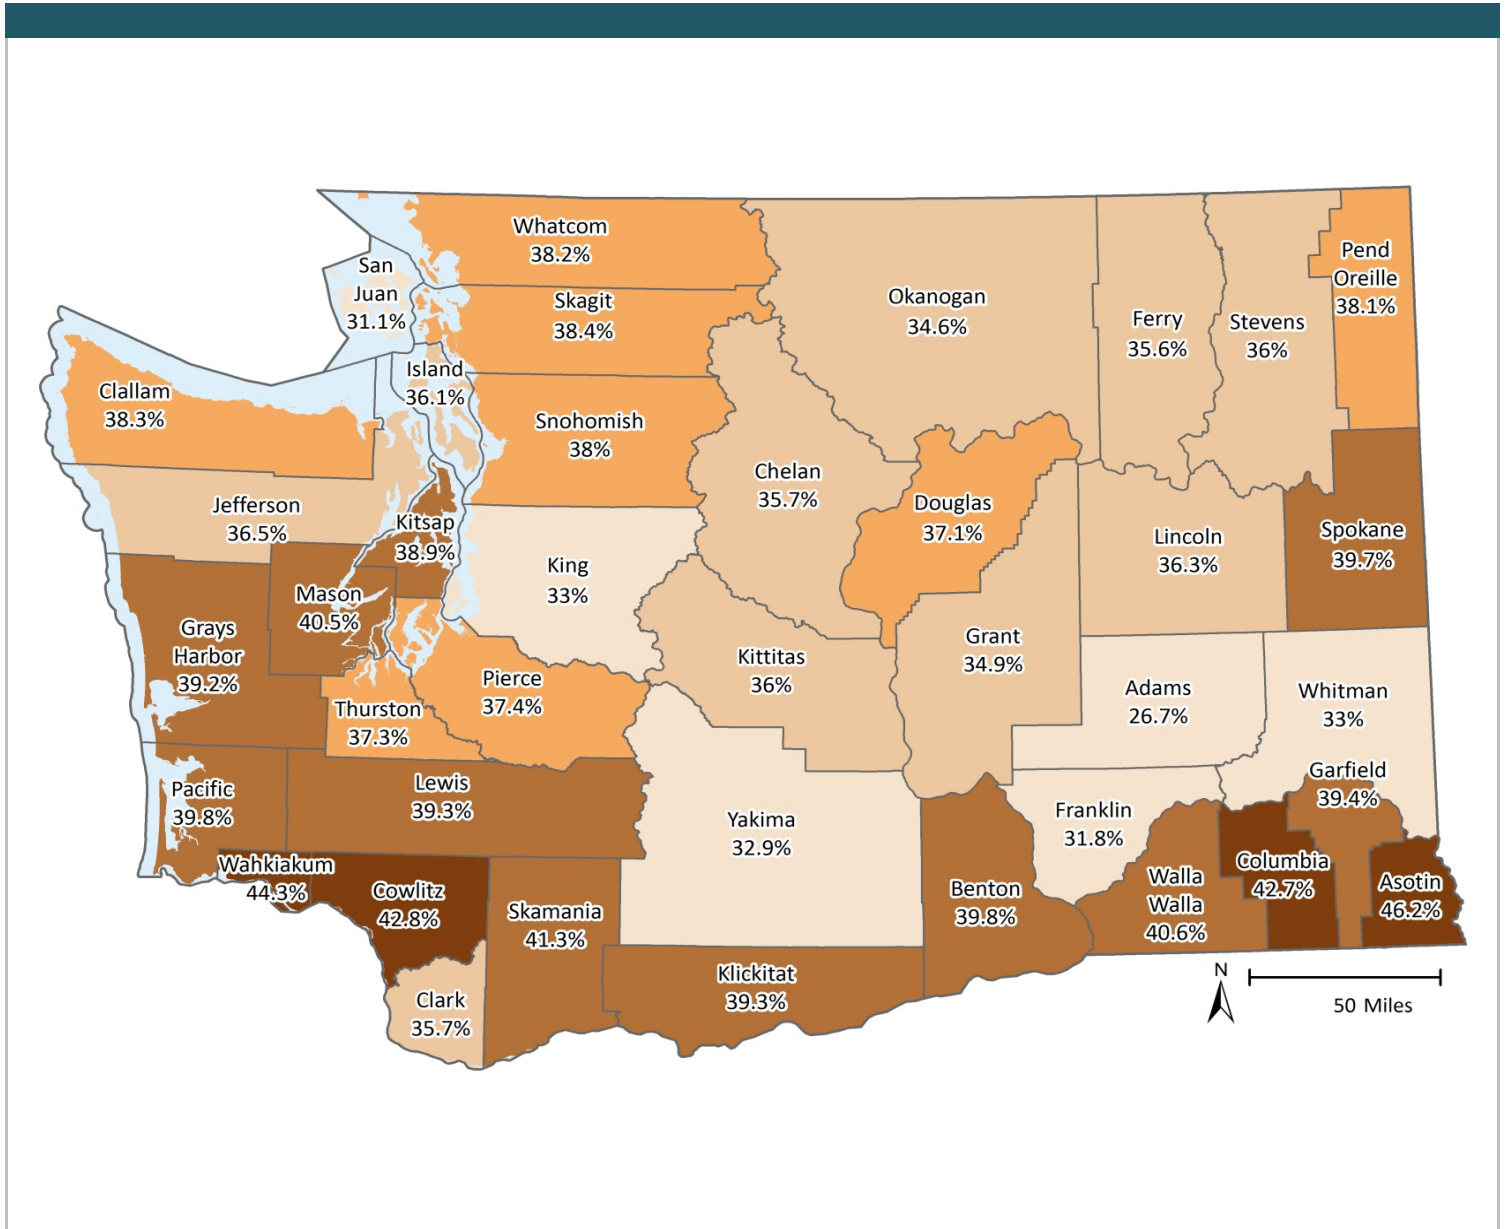 Whatcom
38.2%
San
Juan
31.1%
Skagit
38.4%
Okanogan
34.6%
Ferry
35.6%
Stevens
36%
Pend
Oreille
38.1%
Clallam
38.3%
Island
36.1%
Snohomish
38%
Chelan
35.7%
Douglas
37.1%
Jefferson
36.5%
Kitsap
38.9%
King
33%
Lincoln
36.3%
Spokane
39.7%
Mason
40.5%
Grays
Harbor
39.2%
Kittitas
36%
Grant
34.9%
Pierce
37.4%
Thurston
37.3%
Adams
26.7%
Whitman
33%
Pacific
39.8%
Lewis
39.3%
Yakima
32.9%
Franklin
31.8%
Garfield
39.4%
Wahkiakum
44.3%
Cowlitz
42.8%
Skamania
41.3%
Benton
39.8%
Walla
Walla
40.6%
Columbia
42.7%
Asotin
46.2%
Clark
35.7%
Klickitat
39.3%
N
50 Miles